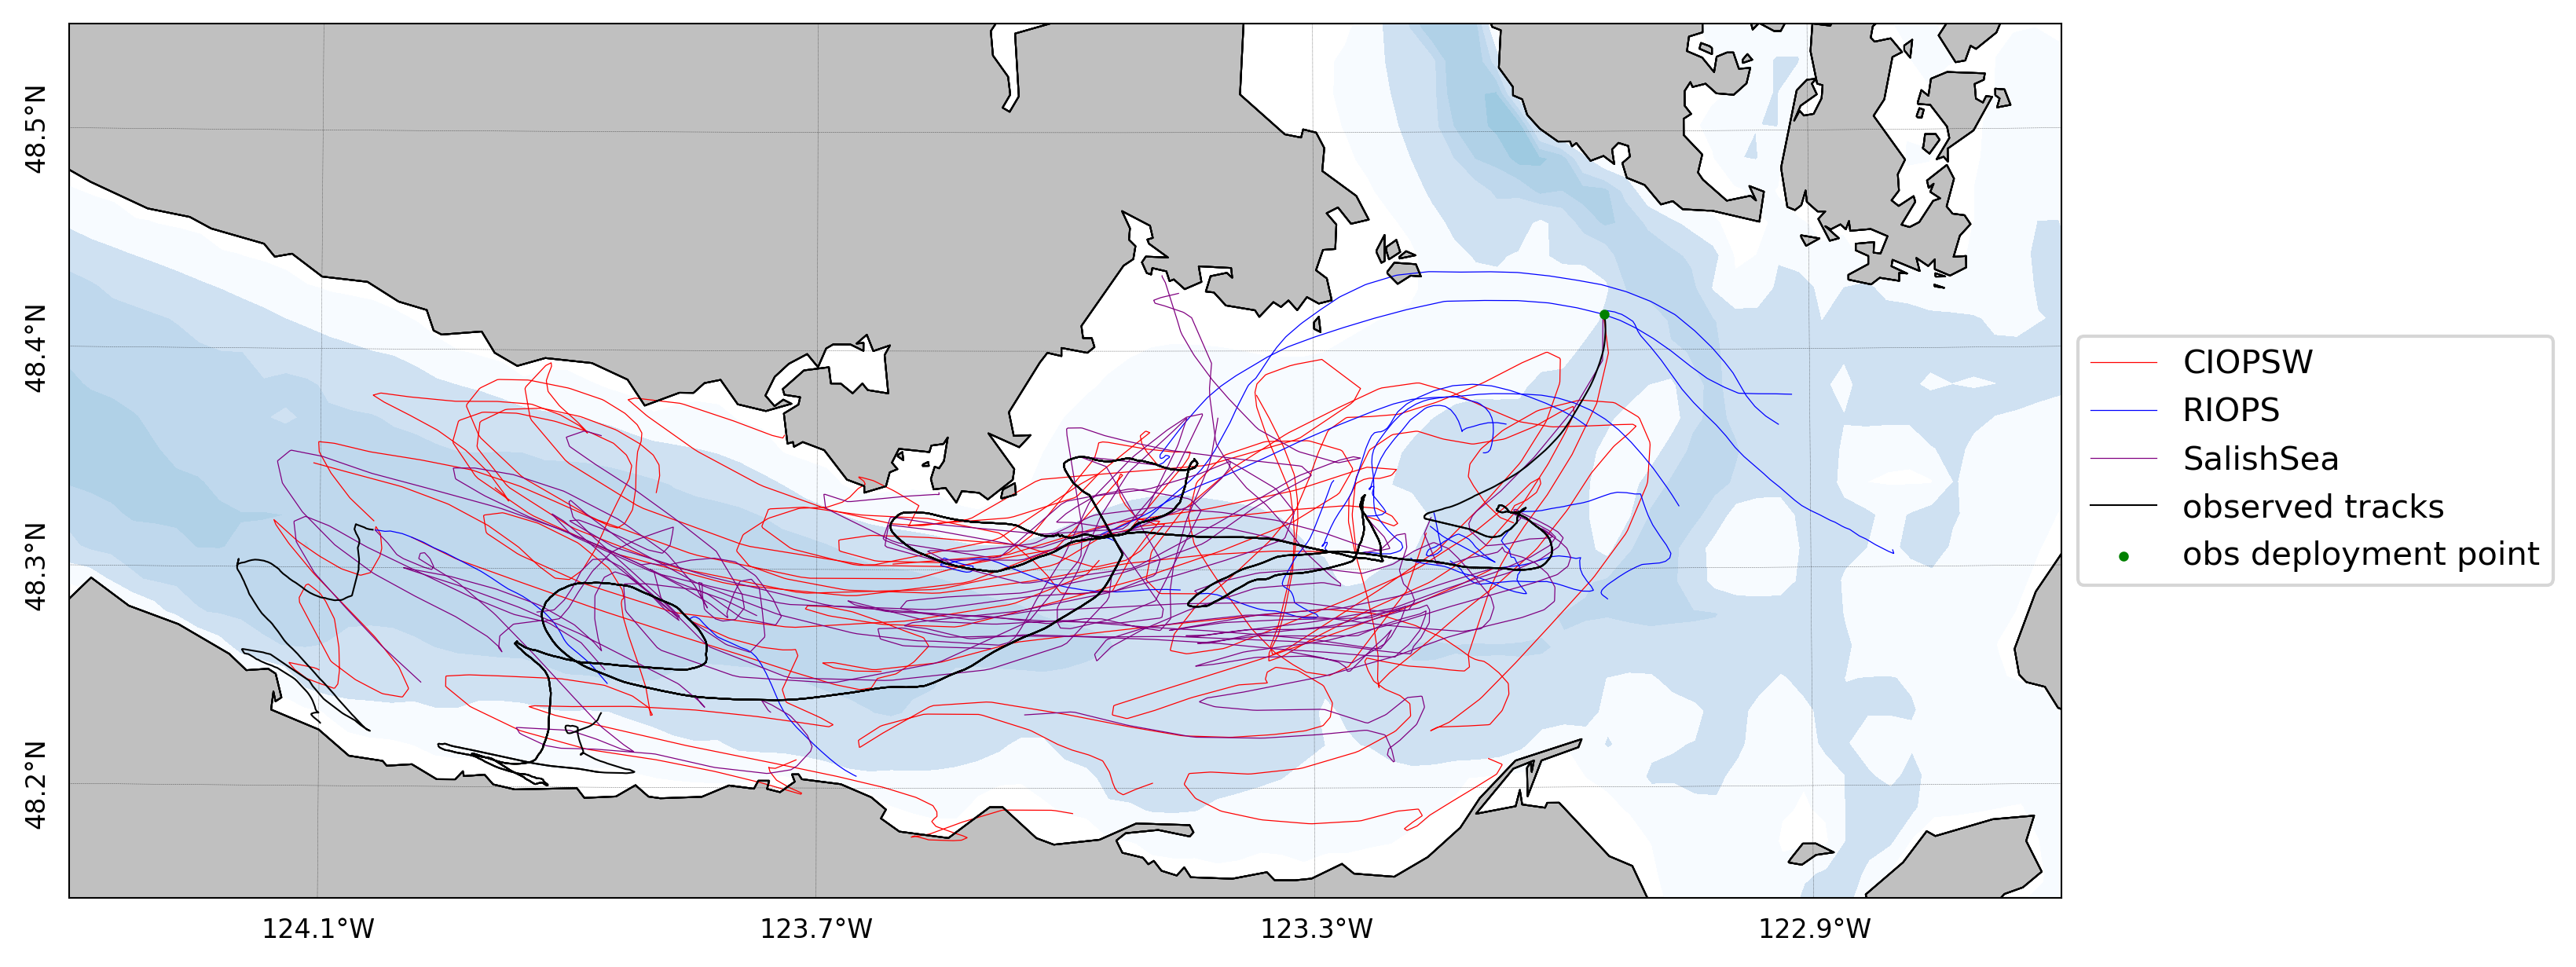 48.5°N
48.4°N
48.3°N
48.2°N
124.1°W
123.7°W
123.3°W
122.9°W
CIOPSW
RIOPS
SalishSea
observed tracks
obs deployment point